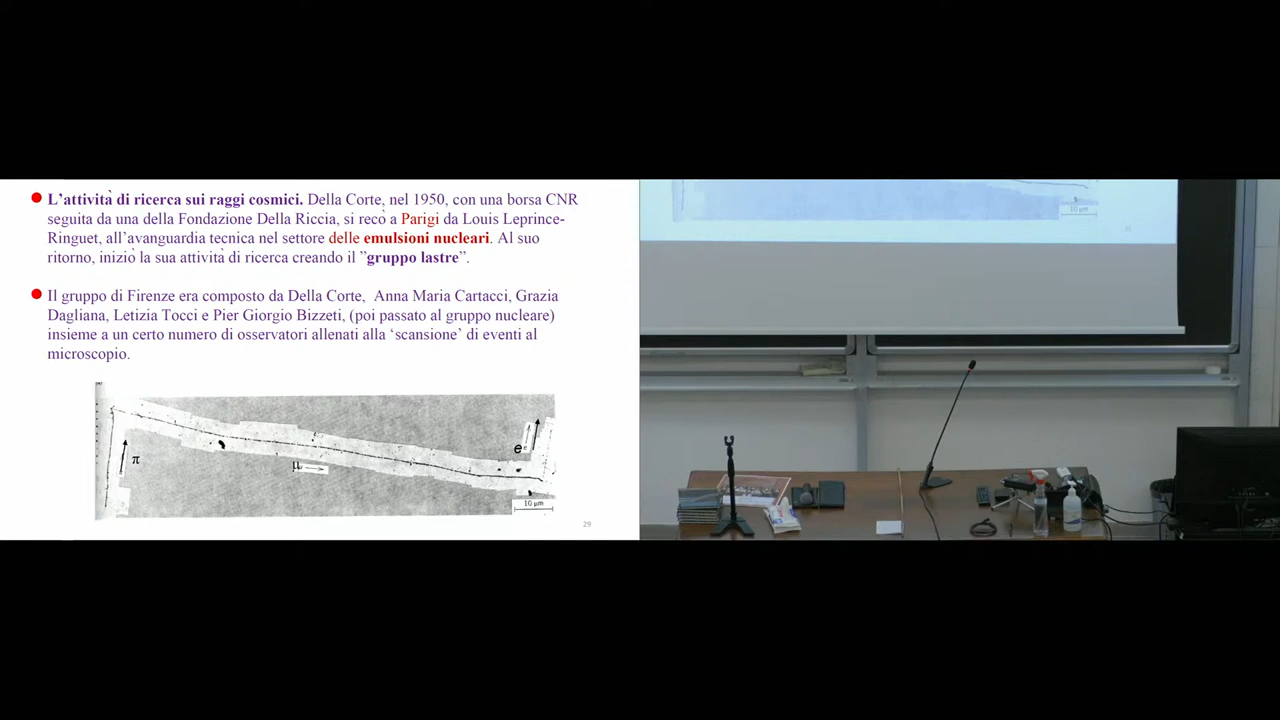 L'attività di ricerca sui raggi cosmici. Della Corte, nel 1950, con una borsa CNR
seguita da una della Fondazione Della Riccia, si recò a Parigi da Louis Leprince-
Ringuet, all'avanguardia tecnica nel settore delle emulsioni nucleari. Al suo
ritorno, iniziò la sua attività di ricerca creando il "gruppo lastre".
Il gruppo di Firenze era composto da Della Corte, Anna Maria Cartacci, Grazia
Dagliana, Letizia Tocci e Pier Giorgio Bizzeti, (poi passato al gruppo nucleare)
insieme a un certo numero di osservatori allenati alla ‘scansione’ di eventi al
microscopio.
π
μ
e
10 μm
29
10 μm